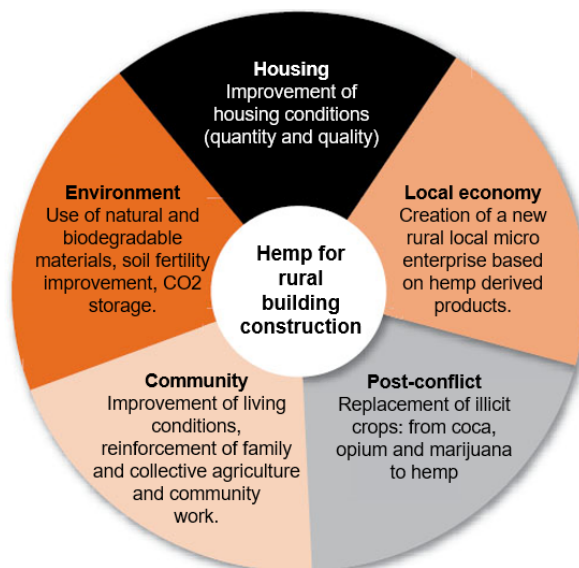 Housing
Improvement of
housing conditions
(quantity and quality)
Environment
Use of natural and
biodegradable
materials, soil fertility
improvement, CO2
storage.
Local economy
Creation of a new
rural local micro
enterprise based
on hemp derived
products.
Hemp for
rural
building
construction
Community
Improvement of living
conditions,
reinforcement of family
and collective agriculture
and community
work.
Post-conflict
Replacement of illicit
crops: from coca,
opium and marijuana
to hemp